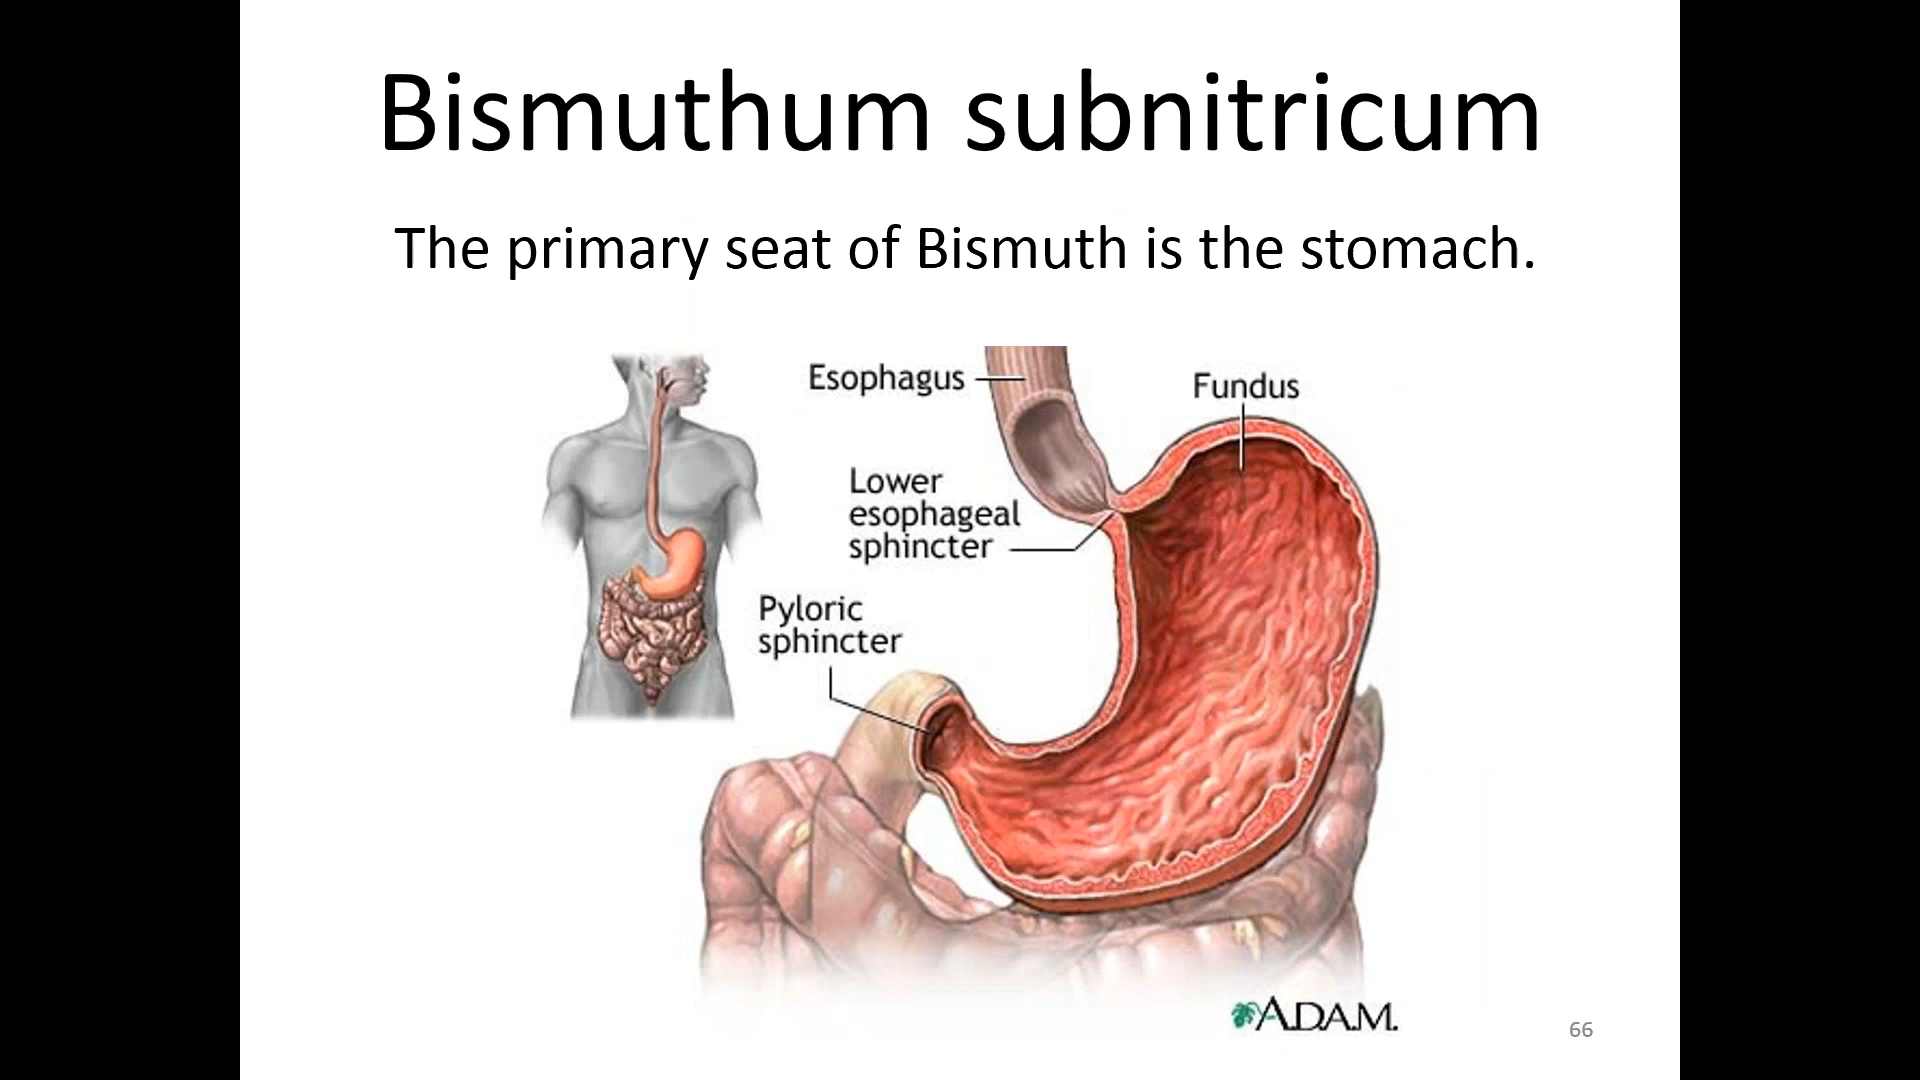 Bismuthum subnitricum
The primary seat of Bismuth is the stomach.
Esophagus
Fundus
Lower
esophageal
sphincter
Pyloric
sphincter
A.D.A.M.
66